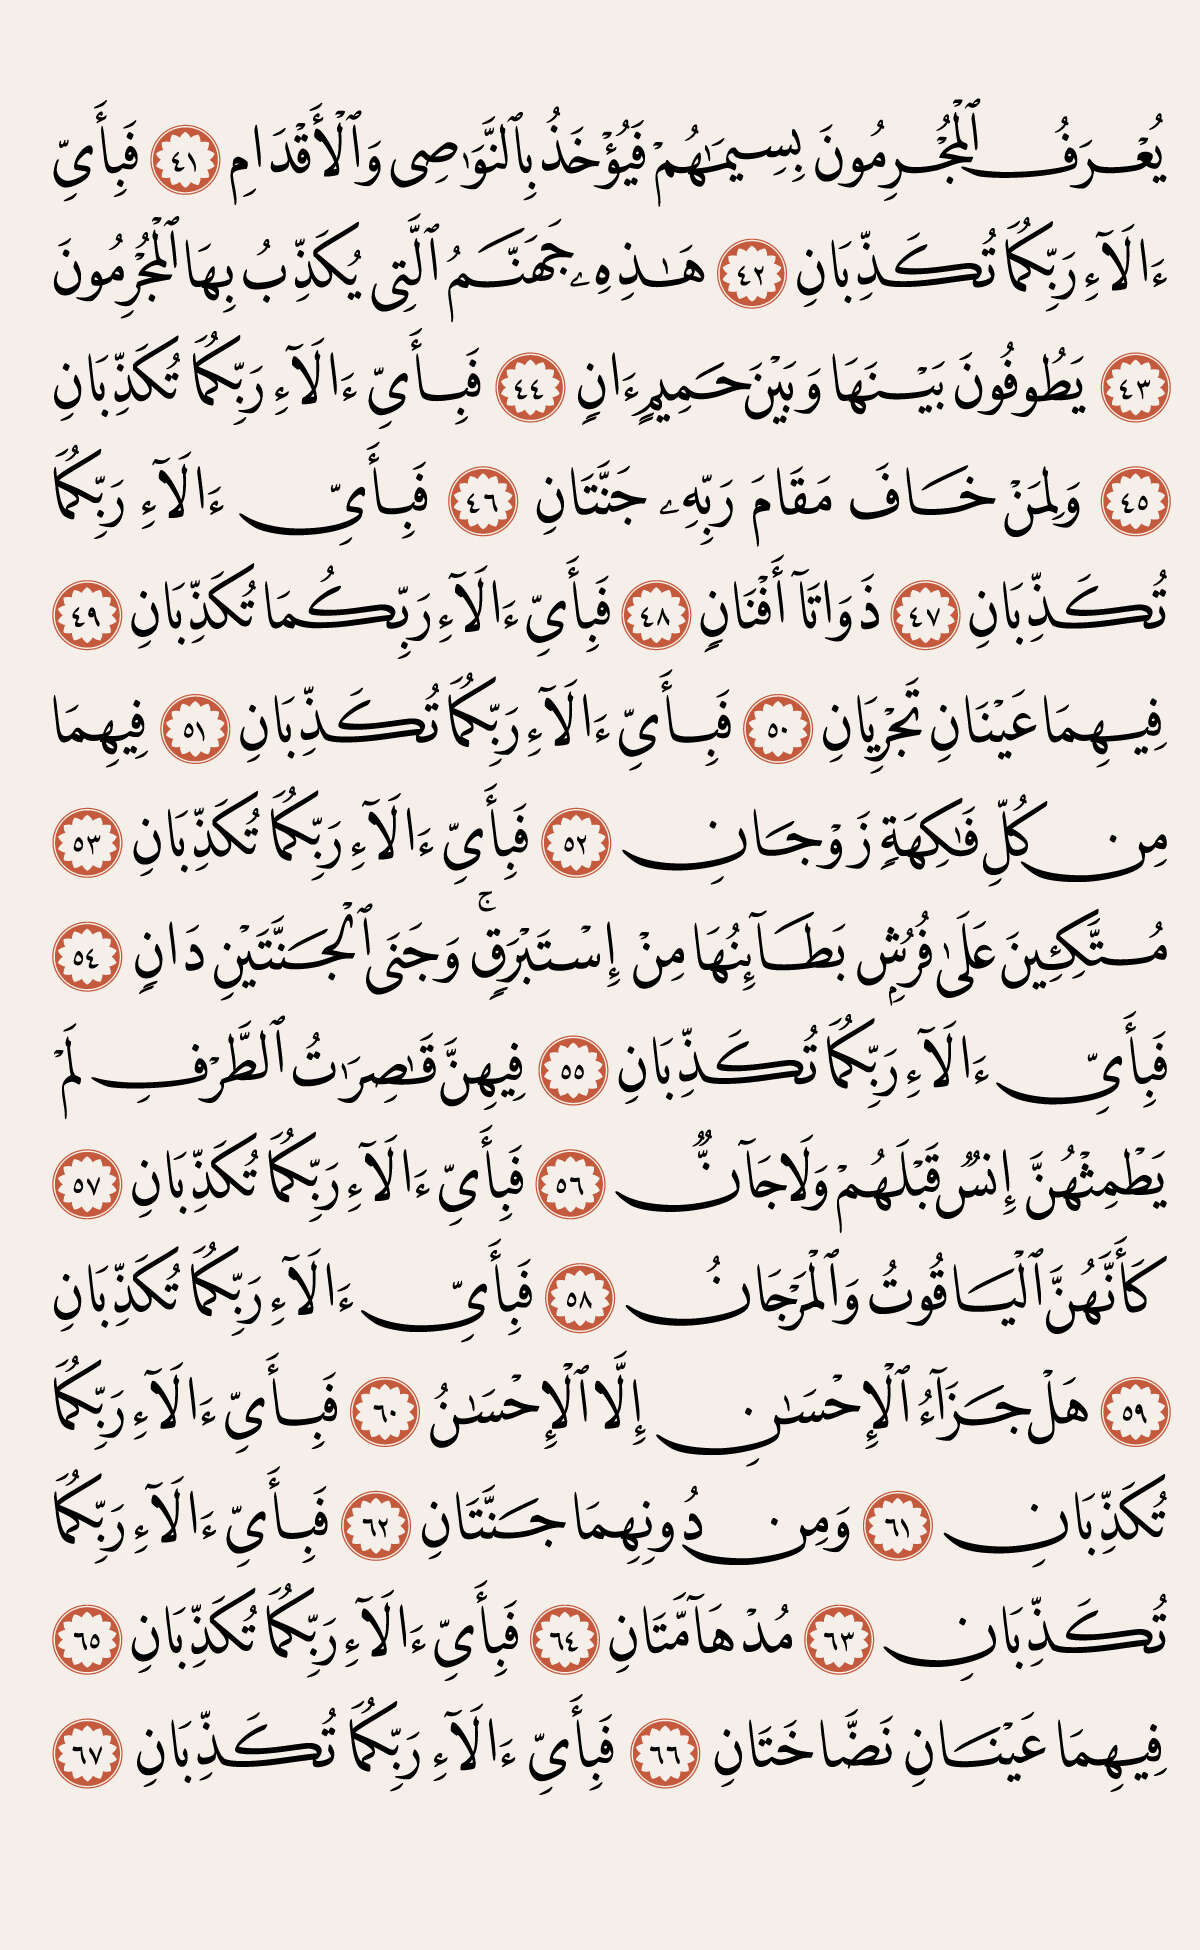 يُعْرَفُ ٱلْمُجْرِمُونَ بِسِيمَـٰهُمْ فَيُؤْخَذُ بِٱلنَّوَٰصِى وَٱلْأَقْدَامِ ٤١ فَبِأَىِّ
ءَالَآءِ رَبِّكُمَا تُكَذِّبَانِ ٤٢ هَـٰذِهِۦ جَهَنَّمُ ٱلَّتِى يُكَذِّبُ بِهَا ٱلْمُجْرِمُونَ
٤٣ يَطُوفُونَ بَيْنَهَا وَبَيْنَ حَمِيمٍ ءَانٍ ٤٤ فَبِأَىِّ ءَالَآءِ رَبِّكُمَا تُكَذِّبَانِ
٤٥ وَلِمَنْ خَافَ مَقَامَ رَبِّهِۦ جَنَّتَانِ ٤٦ فَبِأَىِّ ءَالَآءِ رَبِّكُمَا
تُكَذِّبَانِ ٤٧ ذَوَاتَآ أَفْنَانٍ ٤٨ فَبِأَىِّ ءَالَآءِ رَبِّكُمَا تُكَذِّبَانِ ٤٩
فِيهِمَا عَيْنَانِ تَجْرِيَانِ ٥٠ فَبِأَىِّ ءَالَآءِ رَبِّكُمَا تُكَذِّبَانِ ٥١ فِيهِمَا
مِن كُلِّ فَـٰكِهَةٍ زَوْجَانِ ٥٢ فَبِأَىِّ ءَالَآءِ رَبِّكُمَا تُكَذِّبَانِ ٥٣
مُتَّكِـِٔينَ عَلَىٰ فُرُشٍۭ بَطَآئِنُهَا مِنْ إِسْتَبْرَقٍ ۚ وَجَنَى ٱلْجَنَّتَيْنِ دَانٍ ٥٤
فَبِأَىِّ ءَالَآءِ رَبِّكُمَا تُكَذِّبَانِ ٥٥ فِيهِنَّ قَـٰصِرَٰتُ ٱلطَّرْفِ لَمْ
يَطْمِثْهُنَّ إِنسٌ قَبْلَهُمْ وَلَا جَآنٌّ ٥٦ فَبِأَىِّ ءَالَآءِ رَبِّكُمَا تُكَذِّبَانِ ٥٧
كَأَنَّهُنَّ ٱلْيَاقُوتُ وَٱلْمَرْجَانُ ٥٨ فَبِأَىِّ ءَالَآءِ رَبِّكُمَا تُكَذِّبَانِ
٥٩ هَلْ جَزَآءُ ٱلْإِحْسَـٰنِ إِلَّا ٱلْإِحْسَـٰنُ ٦٠ فَبِأَىِّ ءَالَآءِ رَبِّكُمَا
تُكَذِّبَانِ ٦١ وَمِن دُونِهِمَا جَنَّتَانِ ٦٢ فَبِأَىِّ ءَالَآءِ رَبِّكُمَا
تُكَذِّبَانِ ٦٣ مُدْهَآمَّتَانِ ٦٤ فَبِأَىِّ ءَالَآءِ رَبِّكُمَا تُكَذِّبَانِ ٦٥
فِيهِمَا عَيْنَانِ نَضَّاخَتَانِ ٦٦ فَبِأَىِّ ءَالَآءِ رَبِّكُمَا تُكَذِّبَانِ ٦٧